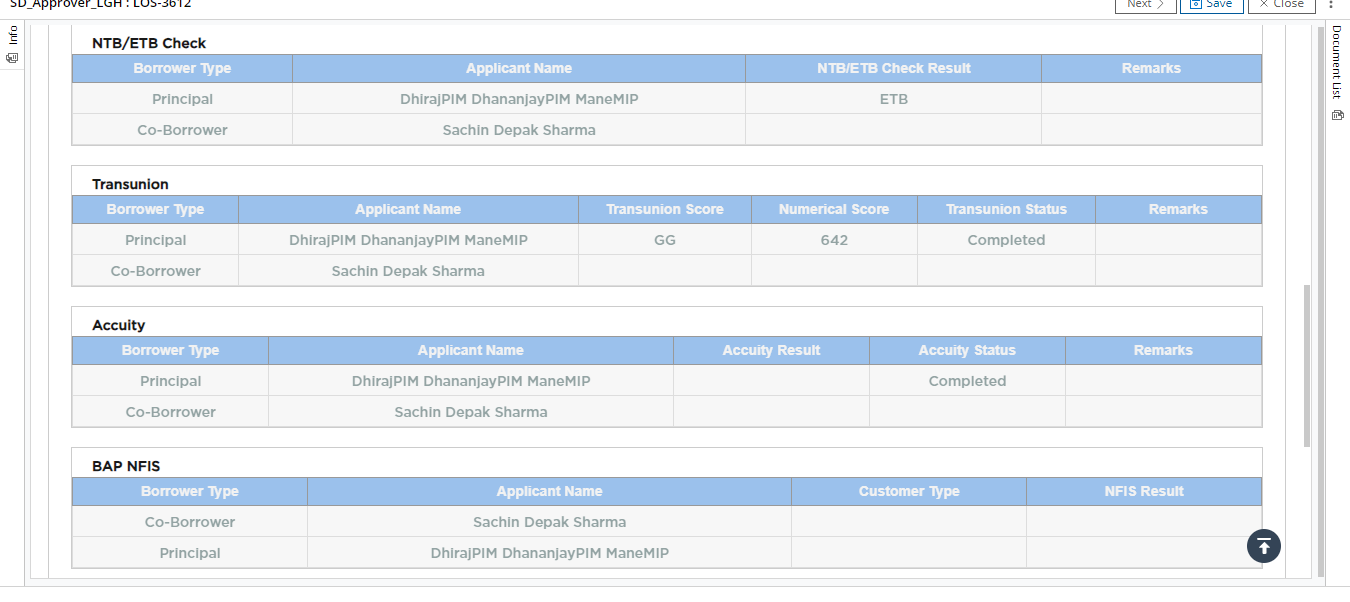 SD_Approver_LGH : LOS-3612
Next
Save
Close
Info
Document List
NTB/ETB Check
Borrower Type Applicant Name NTB/ETB Check Result Remarks
Principal DhirajPIM DhananjayPIM ManeMIP ETB
Co-Borrower Sachin Depak Sharma
Transunion
Borrower Type Applicant Name Transunion Score Numerical Score Transunion Status Remarks
Principal DhirajPIM DhananjayPIM ManeMIP GG 642 Completed
Co-Borrower Sachin Depak Sharma
Accuity
Borrower Type Applicant Name Accuity Result Accuity Status Remarks
Principal DhirajPIM DhananjayPIM ManeMIP Completed
Co-Borrower Sachin Depak Sharma
BAP NFIS
Borrower Type Applicant Name Customer Type NFIS Result
Co-Borrower Sachin Depak Sharma
Principal DhirajPIM DhananjayPIM ManeMIP